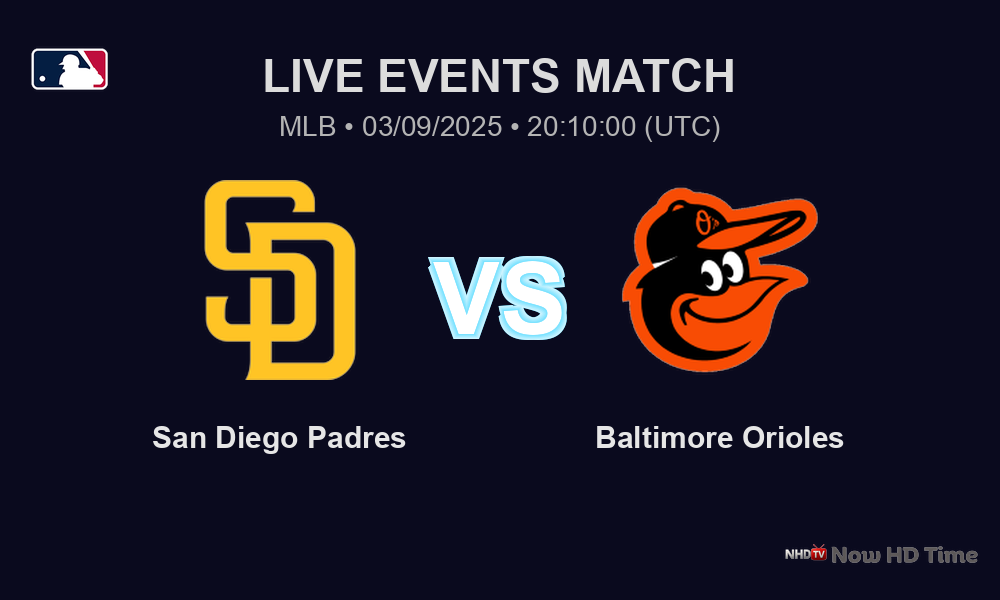 LIVE EVENTS MATCH
MLB • 03/09/2025 • 20:10:00 (UTC)
SD
O's
VS
San Diego Padres
Baltimore Orioles
NHDTV Now HD Time